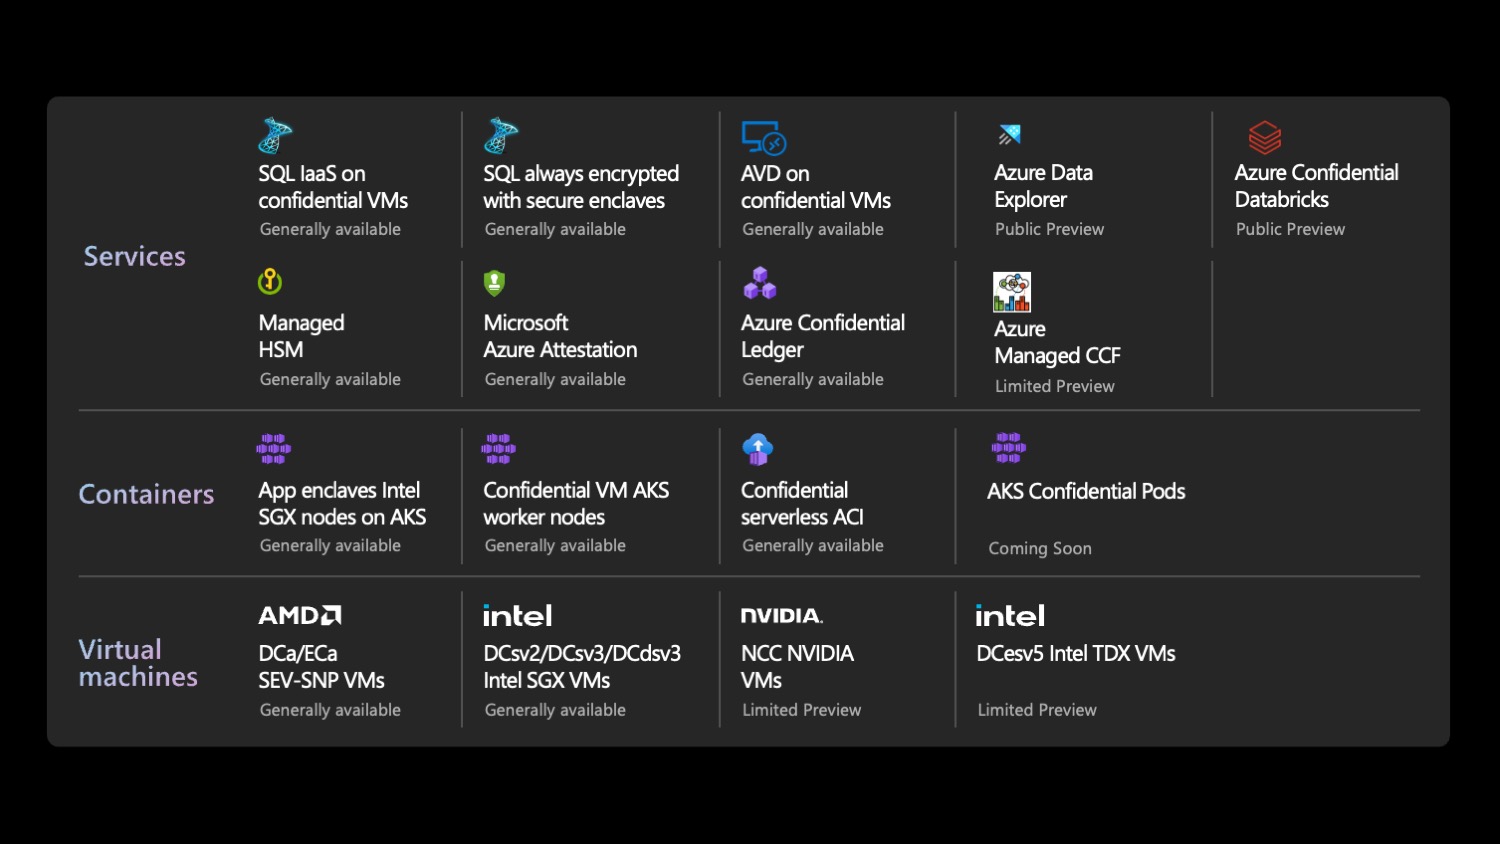 Services
SQL IaaS on
confidential VMs
Generally available
SQL always encrypted
with secure enclaves
Generally available
AVD on
confidential VMs
Generally available
Azure Data
Explorer
Public Preview
Azure Confidential
Databricks
Public Preview
Managed
HSM
Generally available
Microsoft
Azure Attestation
Generally available
Azure Confidential
Ledger
Generally available
Azure
Managed CCF
Limited Preview
Containers
App enclaves Intel
SGX nodes on AKS
Generally available
Confidential VM AKS
worker nodes
Generally available
Confidential
serverless ACI
Generally available
AKS Confidential Pods
Coming Soon
Virtual
machines
AMD
DCa/ECa
SEV-SNP VMs
Generally available
intel
DCsv2/DCsv3/DCdsv3
Intel SGX VMs
Generally available
NVIDIA.
NCC NVIDIA
VMs
Limited Preview
intel
DCesv5 Intel TDX VMs
Limited Preview